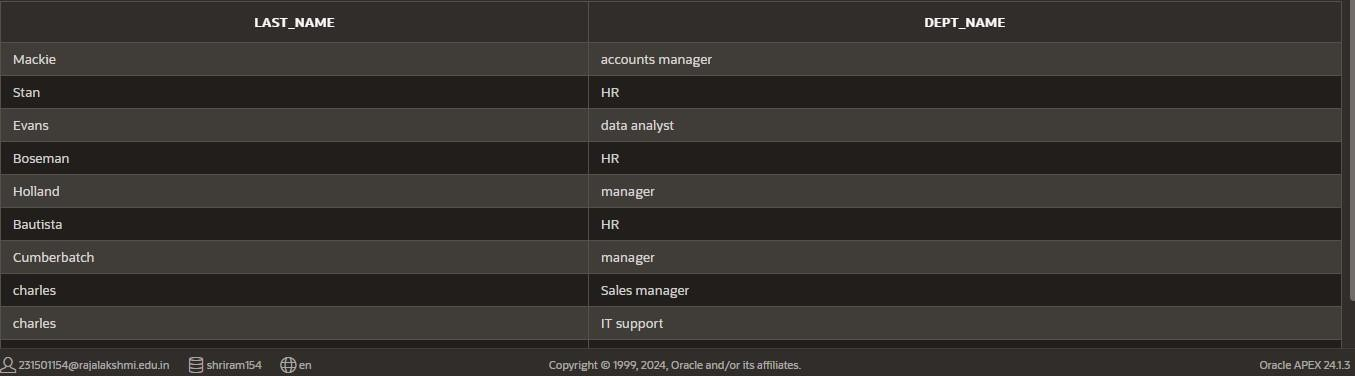 LAST_NAME DEPT_NAME
Mackie accounts manager
Stan HR
Evans data analyst
Boseman HR
Holland manager
Bautista HR
Cumberbatch manager
charles Sales manager
charles IT support
231501154@rajalakshmi.edu.in shriram154 en Copyright © 1999, 2024, Oracle and/or its affiliates. Oracle APEX 24.1.3